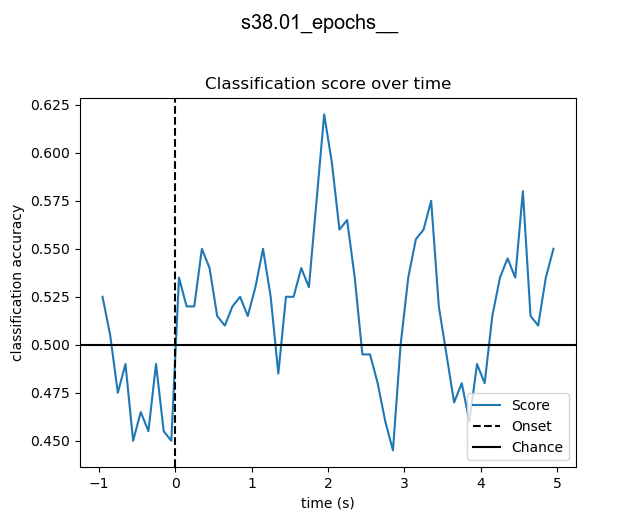 s38.01_epochs__
Classification score over time
classification accuracy
0.625
0.600
0.575
0.550
0.525
0.500
0.475
0.450
−1
0
1
2
3
4
5
time (s)
Score
Onset
Chance